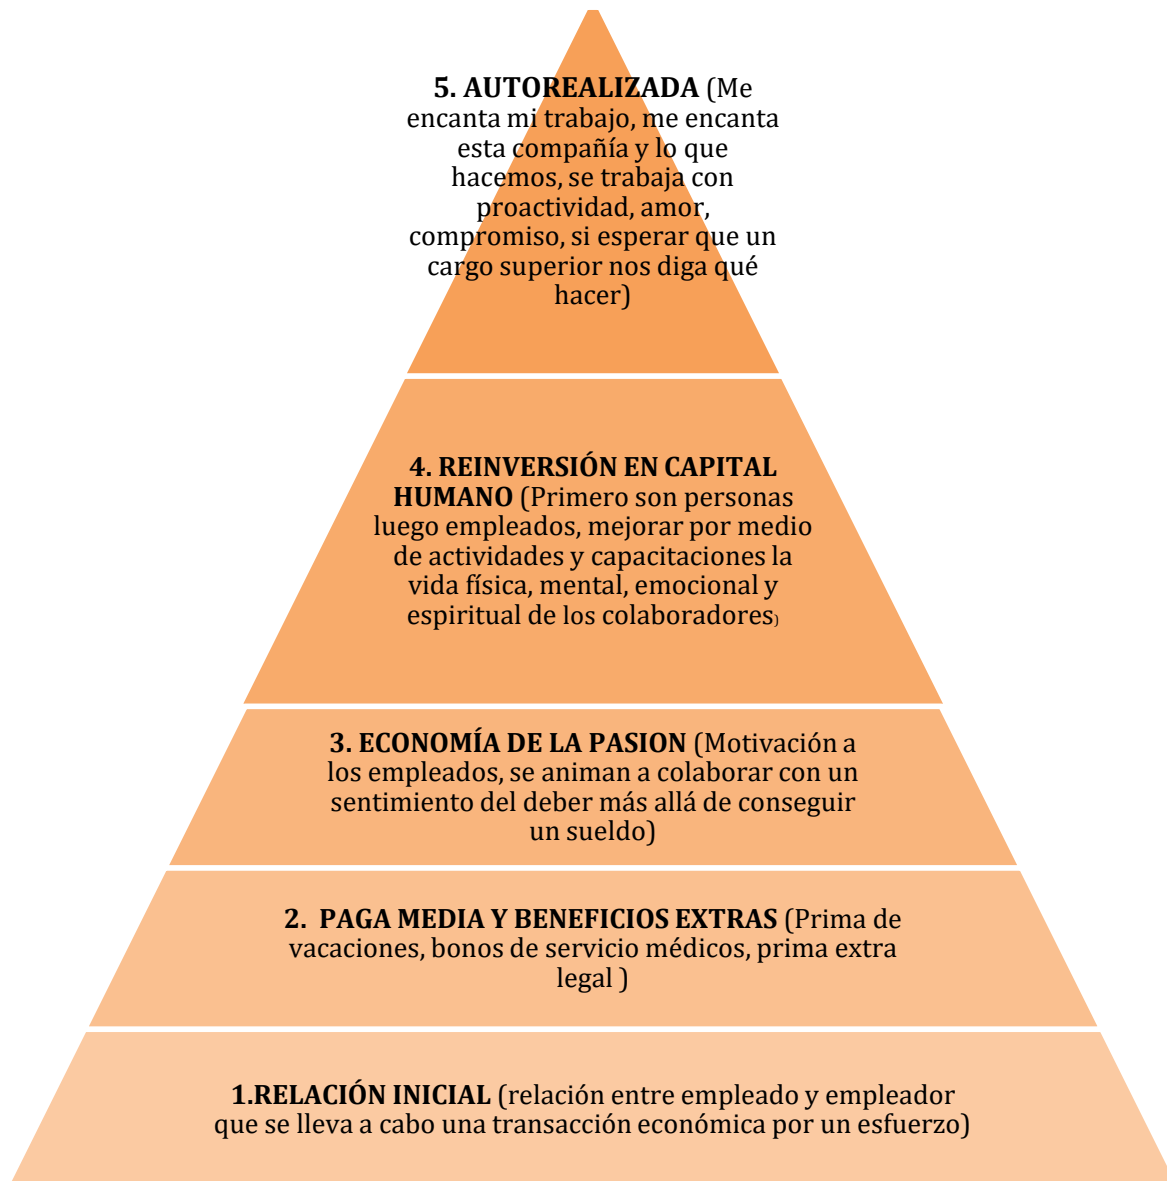 5. AUTOREALIZADA (Me
encanta mi trabajo, me encanta
esta compañía y lo que
hacemos, se trabaja con
proactividad, amor,
compromiso, si esperar que un
cargo superior nos diga qué
hacer)
4. REINVERSIÓN EN CAPITAL
HUMANO (Primero son personas
luego empleados, mejorar por medio
de actividades y capacitaciones la
vida física, mental, emocional y
espiritual de los colaboradores)
3. ECONOMÍA DE LA PASION (Motivación a
los empleados, se animan a colaborar con un
sentimiento del deber más allá de conseguir
un sueldo)
2. PAGA MEDIA Y BENEFICIOS EXTRAS (Prima de
vacaciones, bonos de servicio médicos, prima extra
legal )
1.RELACIÓN INICIAL (relación entre empleado y empleador
que se lleva a cabo una transacción económica por un esfuerzo)